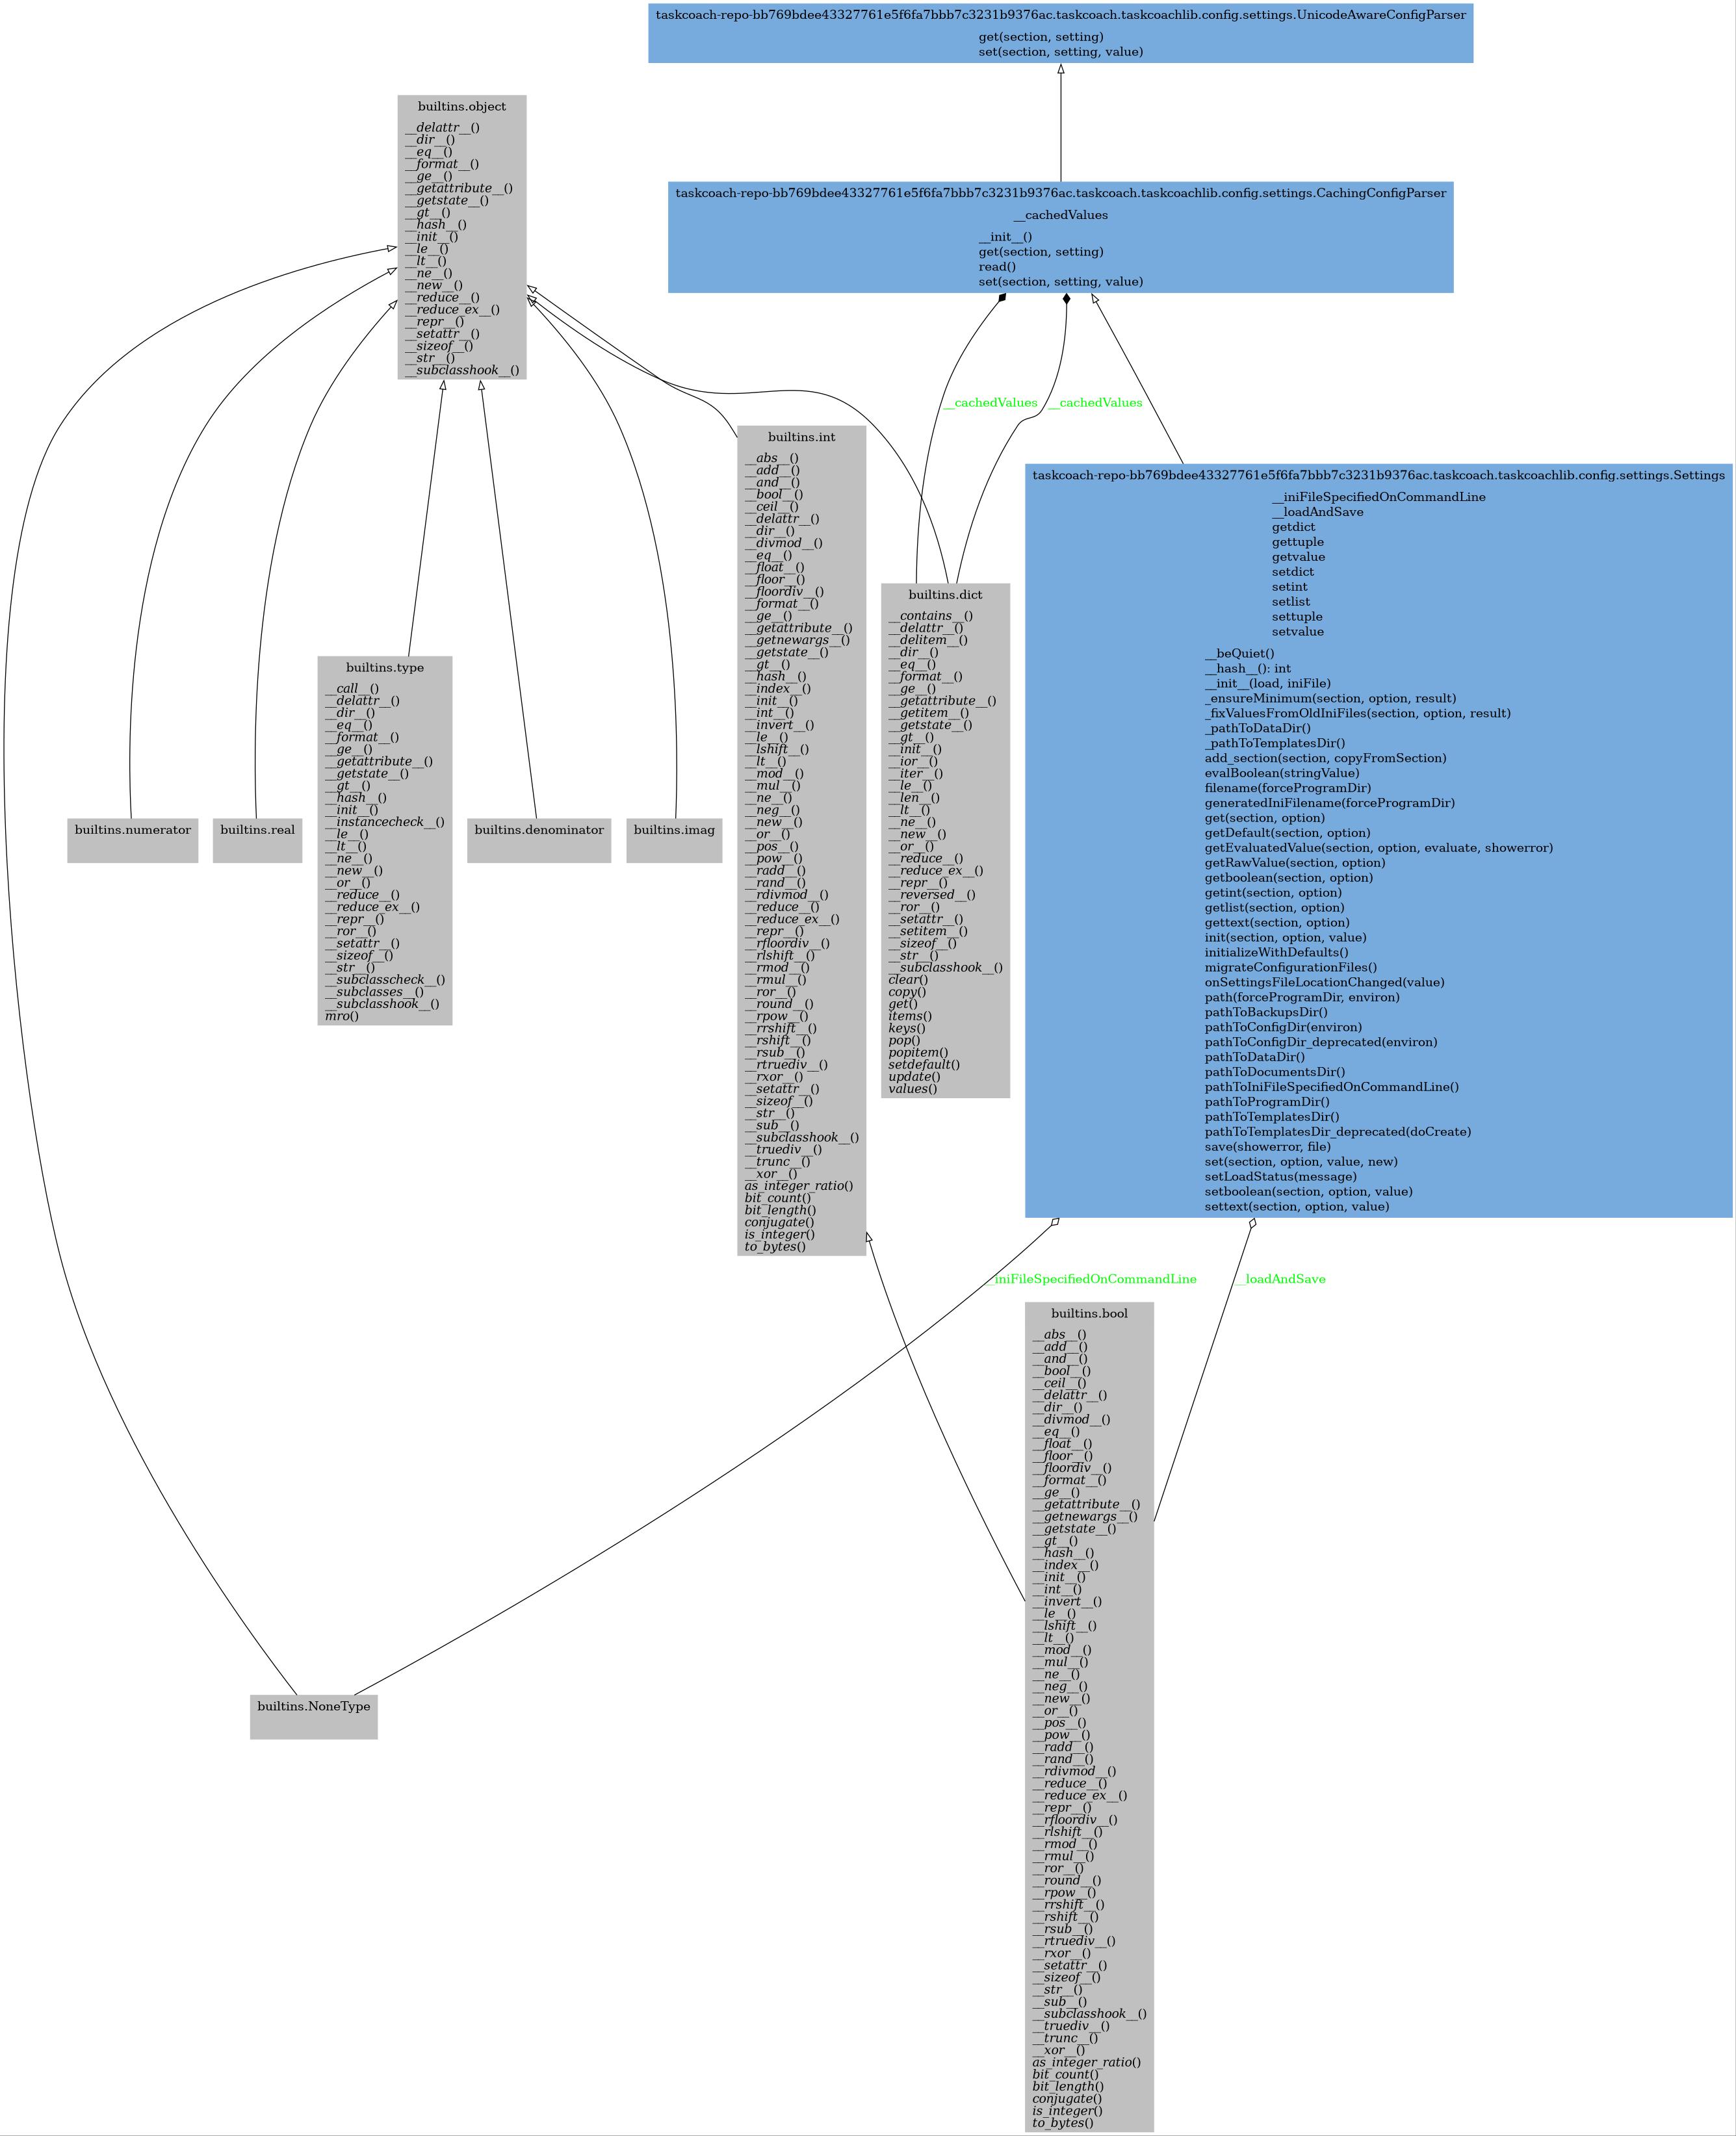 taskcoach-repo-bb769bdee43327761e5f6fa7bbb7c3231b9376ac.taskcoach.taskcoachlib.config.settings.UnicodeAwareConfigParser
get(section, setting)
set(section, setting, value)
builtins.object
__delattr__()
__dir__()
__eq__()
__format__()
__ge__()
__getattribute__()
__getstate__()
__gt__()
__hash__()
__init__()
__le__()
__lt__()
__ne__()
__new__()
__reduce__()
__reduce_ex__()
__repr__()
__setattr__()
__sizeof__()
__str__()
__subclasshook__()
taskcoach-repo-bb769bdee43327761e5f6fa7bbb7c3231b9376ac.taskcoach.taskcoachlib.config.settings.CachingConfigParser
__cachedValues
__init__()
get(section, setting)
read()
set(section, setting, value)
__cachedValues
__cachedValues
builtins.int
__abs__()
__add__()
__and__()
__bool__()
__ceil__()
__delattr__()
__dir__()
__divmod__()
__eq__()
__float__()
__floor__()
__floordiv__()
__format__()
__ge__()
__getattribute__()
__getnewargs__()
__getstate__()
__gt__()
__hash__()
__index__()
__init__()
__int__()
__invert__()
__le__()
__lshift__()
__lt__()
__mod__()
__mul__()
__ne__()
__neg__()
__new__()
__or__()
__pos__()
__pow__()
__radd__()
__rand__()
__rdivmod__()
__reduce__()
__reduce_ex__()
__repr__()
__rfloordiv__()
__rlshift__()
__rmod__()
__rmul__()
__ror__()
__round__()
__rpow__()
__rrshift__()
__rshift__()
__rsub__()
__rtruediv__()
__rxor__()
__setattr__()
__sizeof__()
__str__()
__sub__()
__subclasshook__()
__truediv__()
__trunc__()
__xor__()
as_integer_ratio()
bit_count()
bit_length()
conjugate()
is_integer()
to_bytes()
taskcoach-repo-bb769bdee43327761e5f6fa7bbb7c3231b9376ac.taskcoach.taskcoachlib.config.settings.Settings
__iniFileSpecifiedOnCommandLine
__loadAndSave
getdict
gettuple
getvalue
setdict
setint
setlist
settuple
setvalue
__beQuiet()
__hash__(): int
__init__(load, iniFile)
_ensureMinimum(section, option, result)
_fixValuesFromOldIniFiles(section, option, result)
_pathToDataDir()
_pathToTemplatesDir()
add_section(section, copyFromSection)
evalBoolean(stringValue)
filename(forceProgramDir)
generatedIniFilename(forceProgramDir)
get(section, option)
getDefault(section, option)
getEvaluatedValue(section, option, evaluate, showerror)
getRawValue(section, option)
getboolean(section, option)
getint(section, option)
getlist(section, option)
gettext(section, option)
init(section, option, value)
initializeWithDefaults()
migrateConfigurationFiles()
onSettingsFileLocationChanged(value)
path(forceProgramDir, environ)
pathToBackupsDir()
pathToConfigDir(environ)
pathToConfigDir_deprecated(environ)
pathToDataDir()
pathToDocumentsDir()
pathToIniFileSpecifiedOnCommandLine()
pathToProgramDir()
pathToTemplatesDir()
pathToTemplatesDir_deprecated(doCreate)
save(showerror, file)
set(section, option, value, new)
setLoadStatus(message)
setboolean(section, option, value)
settext(section, option, value)
builtins.dict
__contains__()
__delattr__()
__delitem__()
__dir__()
__eq__()
__format__()
__ge__()
__getattribute__()
__getitem__()
__getstate__()
__gt__()
__init__()
__ior__()
__iter__()
__le__()
__len__()
__lt__()
__ne__()
__new__()
__or__()
__reduce__()
__reduce_ex__()
__repr__()
__reversed__()
__ror__()
__setattr__()
__setitem__()
__sizeof__()
__str__()
__subclasshook__()
clear()
copy()
get()
items()
keys()
pop()
popitem()
setdefault()
update()
values()
builtins.type
__call__()
__delattr__()
__dir__()
__eq__()
__format__()
__ge__()
__getattribute__()
__getstate__()
__gt__()
__hash__()
__init__()
__instancecheck__()
__le__()
__lt__()
__ne__()
__new__()
__or__()
__reduce__()
__reduce_ex__()
__repr__()
__ror__()
__setattr__()
__sizeof__()
__str__()
__subclasscheck__()
__subclasses__()
__subclasshook__()
mro()
builtins.numerator
builtins.real
builtins.denominator
builtins.imag
__iniFileSpecifiedOnCommandLine
__loadAndSave
builtins.bool
__abs__()
__add__()
__and__()
__bool__()
__ceil__()
__delattr__()
__dir__()
__divmod__()
__eq__()
__float__()
__floor__()
__floordiv__()
__format__()
__ge__()
__getattribute__()
__getnewargs__()
__getstate__()
__gt__()
__hash__()
__index__()
__init__()
__int__()
__invert__()
__le__()
__lshift__()
__lt__()
__mod__()
__mul__()
__ne__()
__neg__()
__new__()
__or__()
__pos__()
__pow__()
__radd__()
__rand__()
__rdivmod__()
__reduce__()
__reduce_ex__()
__repr__()
__rfloordiv__()
__rlshift__()
__rmod__()
__rmul__()
__ror__()
__round__()
__rpow__()
__rrshift__()
__rshift__()
__rsub__()
__rtruediv__()
__rxor__()
__setattr__()
__sizeof__()
__str__()
__sub__()
__subclasshook__()
__truediv__()
__trunc__()
__xor__()
as_integer_ratio()
bit_count()
bit_length()
conjugate()
is_integer()
to_bytes()
builtins.NoneType